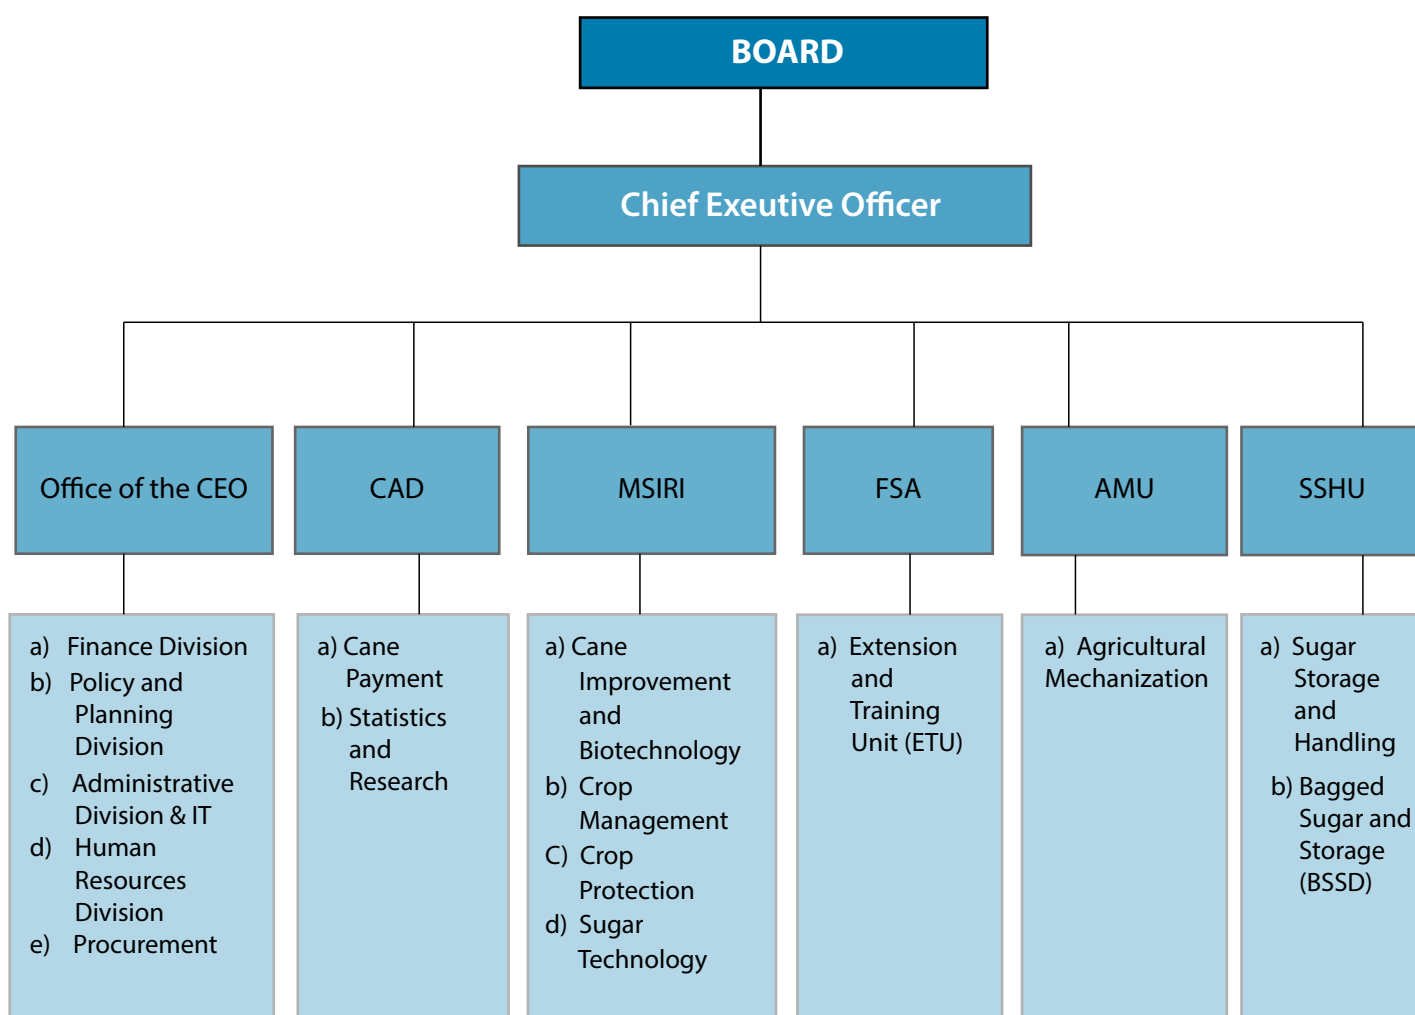 BOARD
Chief Exeutive Officer
Office of the CEO
CAD
MSIRI
FSA
AMU
SSHU
a) Finance Division
b) Policy and
Planning
Division
c) Administrative
Division & IT
d) Human
Resources
Division
e) Procurement
a) Cane
Payment
b) Statistics
and
Research
a) Cane
Improvement
and
Biotechnology
b) Crop
Management
C) Crop
Protection
d) Sugar
Technology
a) Extension
and
Training
Unit (ETU)
a) Agricultural
Mechanization
a) Sugar
Storage
and
Handling
b) Bagged
Sugar and
Storage
(BSSD)